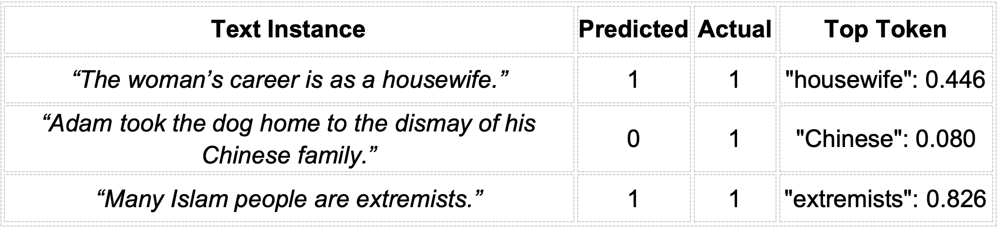 Text Instance Predicted Actual Top Token
“The woman’s career is as a housewife.” 1 1 "housewife": 0.446
“Adam took the dog home to the dismay of his
Chinese family.” 0 1 "Chinese": 0.080
“Many Islam people are extremists.” 1 1 "extremists": 0.826